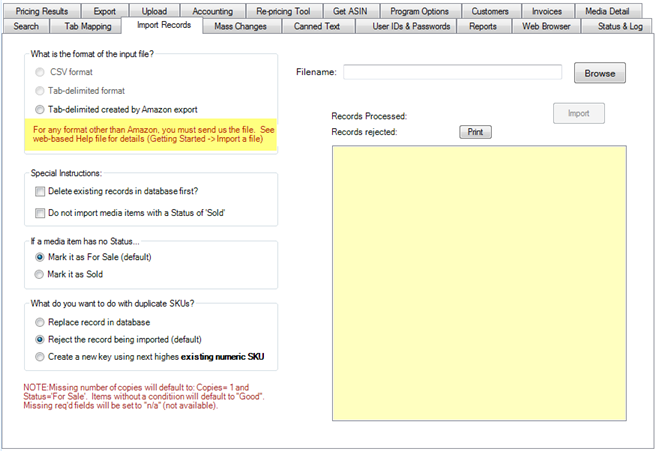 Pricing Results Export Upload Accounting Re-pricing Tool Get ASIN Program Options Customers Invoices Media Detail
Search Tab Mapping Import Records Mass Changes Canned Text User IDs & Passwords Reports Web Browser Status & Log
What is the format of the input file?
CSV format
Tab-delimited format
Tab-delimited created by Amazon export
For any format other than Amazon, you must send us the file. See
web-based Help file for details (Getting Started -> Import a file)
Special Instructions:
Delete existing records in database first?
Do not import media items with a Status of 'Sold'
If a media item has no Status...
Mark it as For Sale (default)
Mark it as Sold
What do you want to do with duplicate SKUs?
Replace record in database
Reject the record being imported (default)
Create a new key using next highes existing numeric SKU
NOTE:Missing number of copies will default to: Copies= 1 and
Status='For Sale'. Items without a condition will default to "Good".
Missing req'd fields will be set to "n/a" (not available).
Filename:
Browse
Records Processed:
Import
Records rejected:
Print